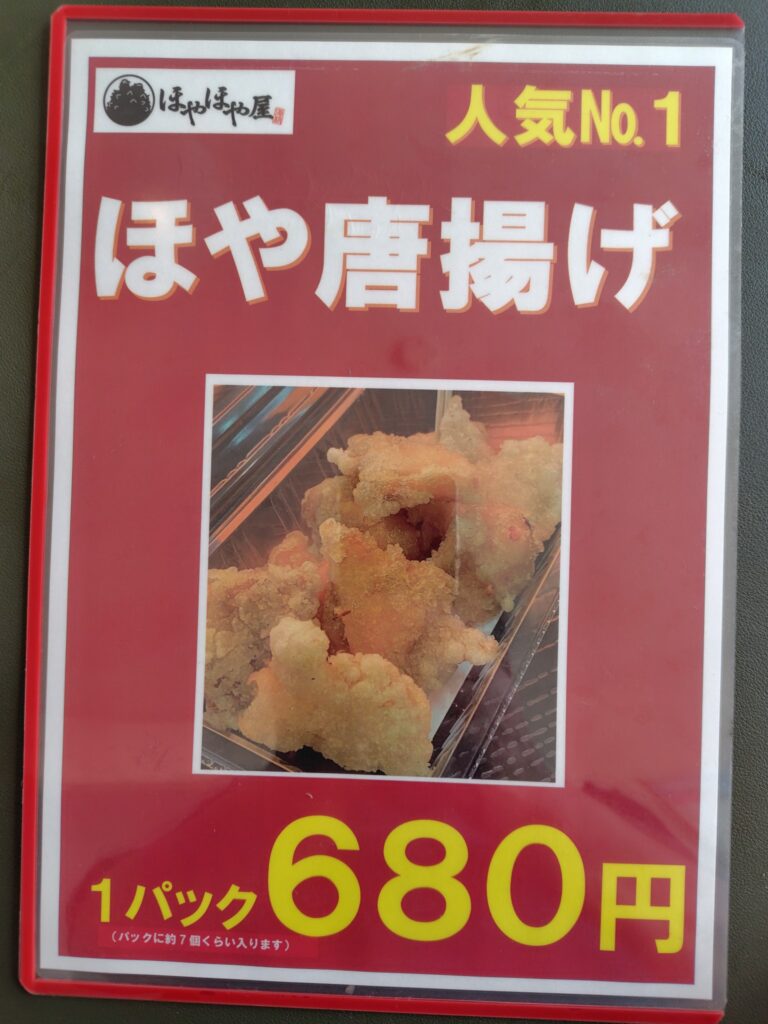 ほやほや屋
人気No.1
ほや唐揚げ
1パック680円
(パックに約7個くらい入ります)